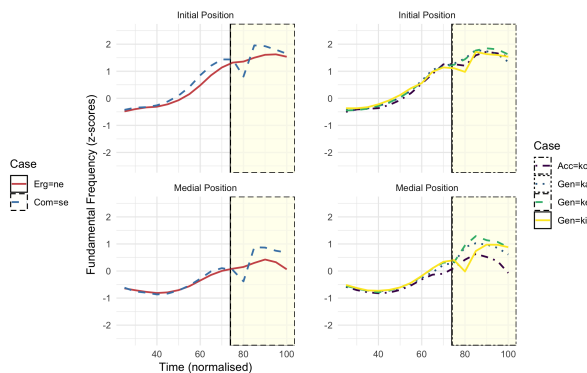 Initial Position
Initial Position
2
1
0
-1
-2
2
1
0
-1
-2
Fundamental Frequency (z-scores)
Case
Erg=ne
Com=se
Case
Acc=ko
Gen=ka
Gen=ke
Gen=ki
Medial Position
Medial Position
2
1
0
-1
-2
2
1
0
-1
-2
40 60 80 100
40 60 80 100
Time (normalised)